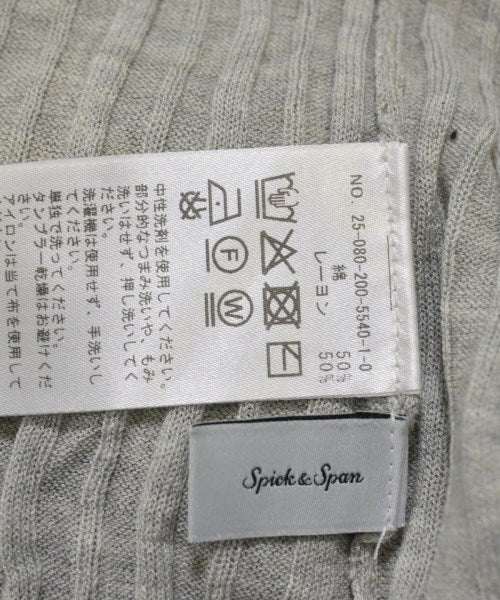 NO. 25-080-200-5540-1-0
綿 50%
レーヨン 50%
F
W
中性洗剤を使用してください。
部分的なつまみ洗いや、もみ
洗いはせず、押し洗いしてく
ださい。
洗濯機は使用せず、手洗いし
てください。
単独で洗ってください。
タンブラー乾燥はお避けくだ
さい。
アイロンは当て布を使用して
Spick & Span